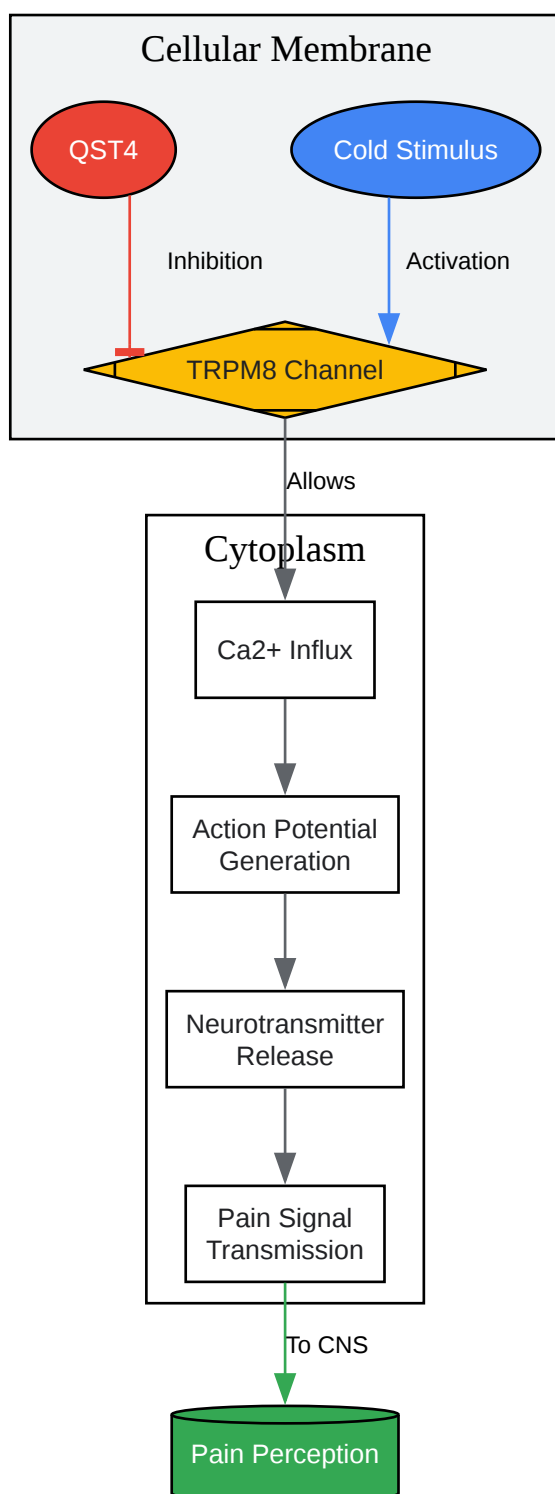 Cellular Membrane
QST4
Cold Stimulus
Inhibition
Activation
TRPM8 Channel
Allows
Cytoplasm
Ca2+ Influx
Action Potential
Generation
Neurotransmitter
Release
Pain Signal
Transmission
To CNS
Pain Perception